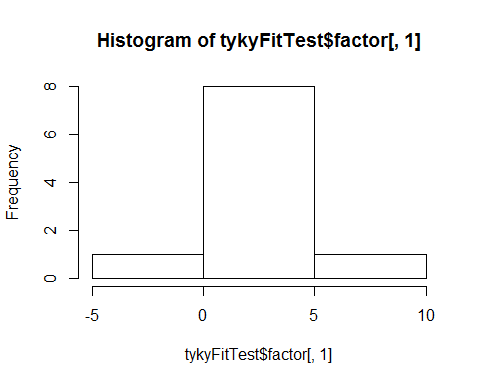 Histogram of tykyFitTest$factor[, 1]
Frequency
8
6
4
2
0
-5 0 5 10
tykyFitTest$factor[, 1]